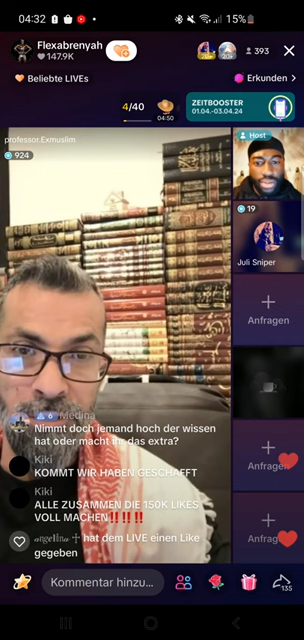 04:32
15%
Flexabrenyah
147.9K
393
Beliebte LIVEs
Erkunden >
4/40
04:50
ZEITBOOSTER
01.04.-03.04.24
professor.Exmuslim
924
Host
19
Juli Sniper
Anfragen
Anfragen
Anfragen
6 Medina
Nimmt doch jemand hoch der wissen
hat oder macht ihr das extra?
Kiki
KOMMT WIR HABEN GESCHAFFT
Kiki
ALLE ZUSAMMEN DIE 150K LIKES
VOLL MACHEN‼️‼️‼️
angelina ☥ hat dem LIVE einen Like
gegeben
Kommentar hinzu...
135